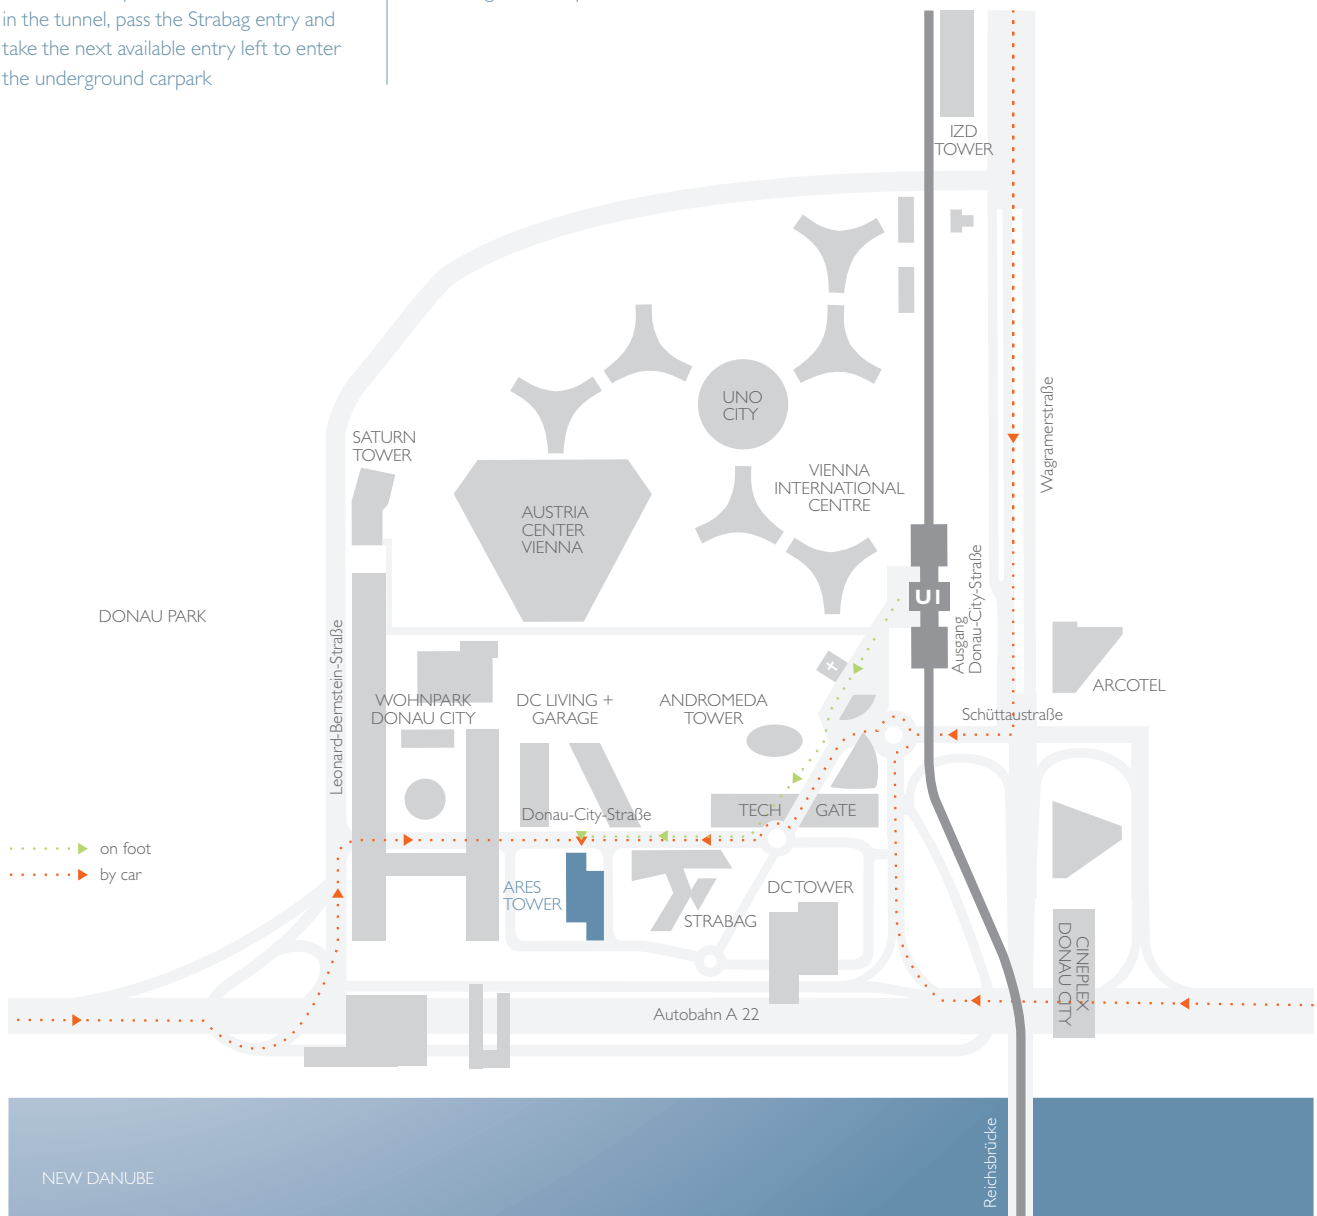 in the tunnel, pass the Strabag entry and
take the next available entry left to enter
the underground carpark
IZD
TOWER
UNO
CITY
Wagramerstraße
SATURN
TOWER
VIENNA
INTERNATIONAL
CENTRE
AUSTRIA
CENTER
VIENNA
U1
Ausgang
Donau-City-Straße
DONAU PARK
Leonard-Bernstein-Straße
ARCOTEL
WOHNPARK
DONAU CITY
DC LIVING +
GARAGE
ANDROMEDA
TOWER
Schüttaustraße
Donau-City-Straße
TECH GATE
on foot
by car
ARES
TOWER
DC TOWER
STRABAG
CINEPLEX
DONAU CITY
Autobahn A 22
Reichsbrücke
NEW DANUBE